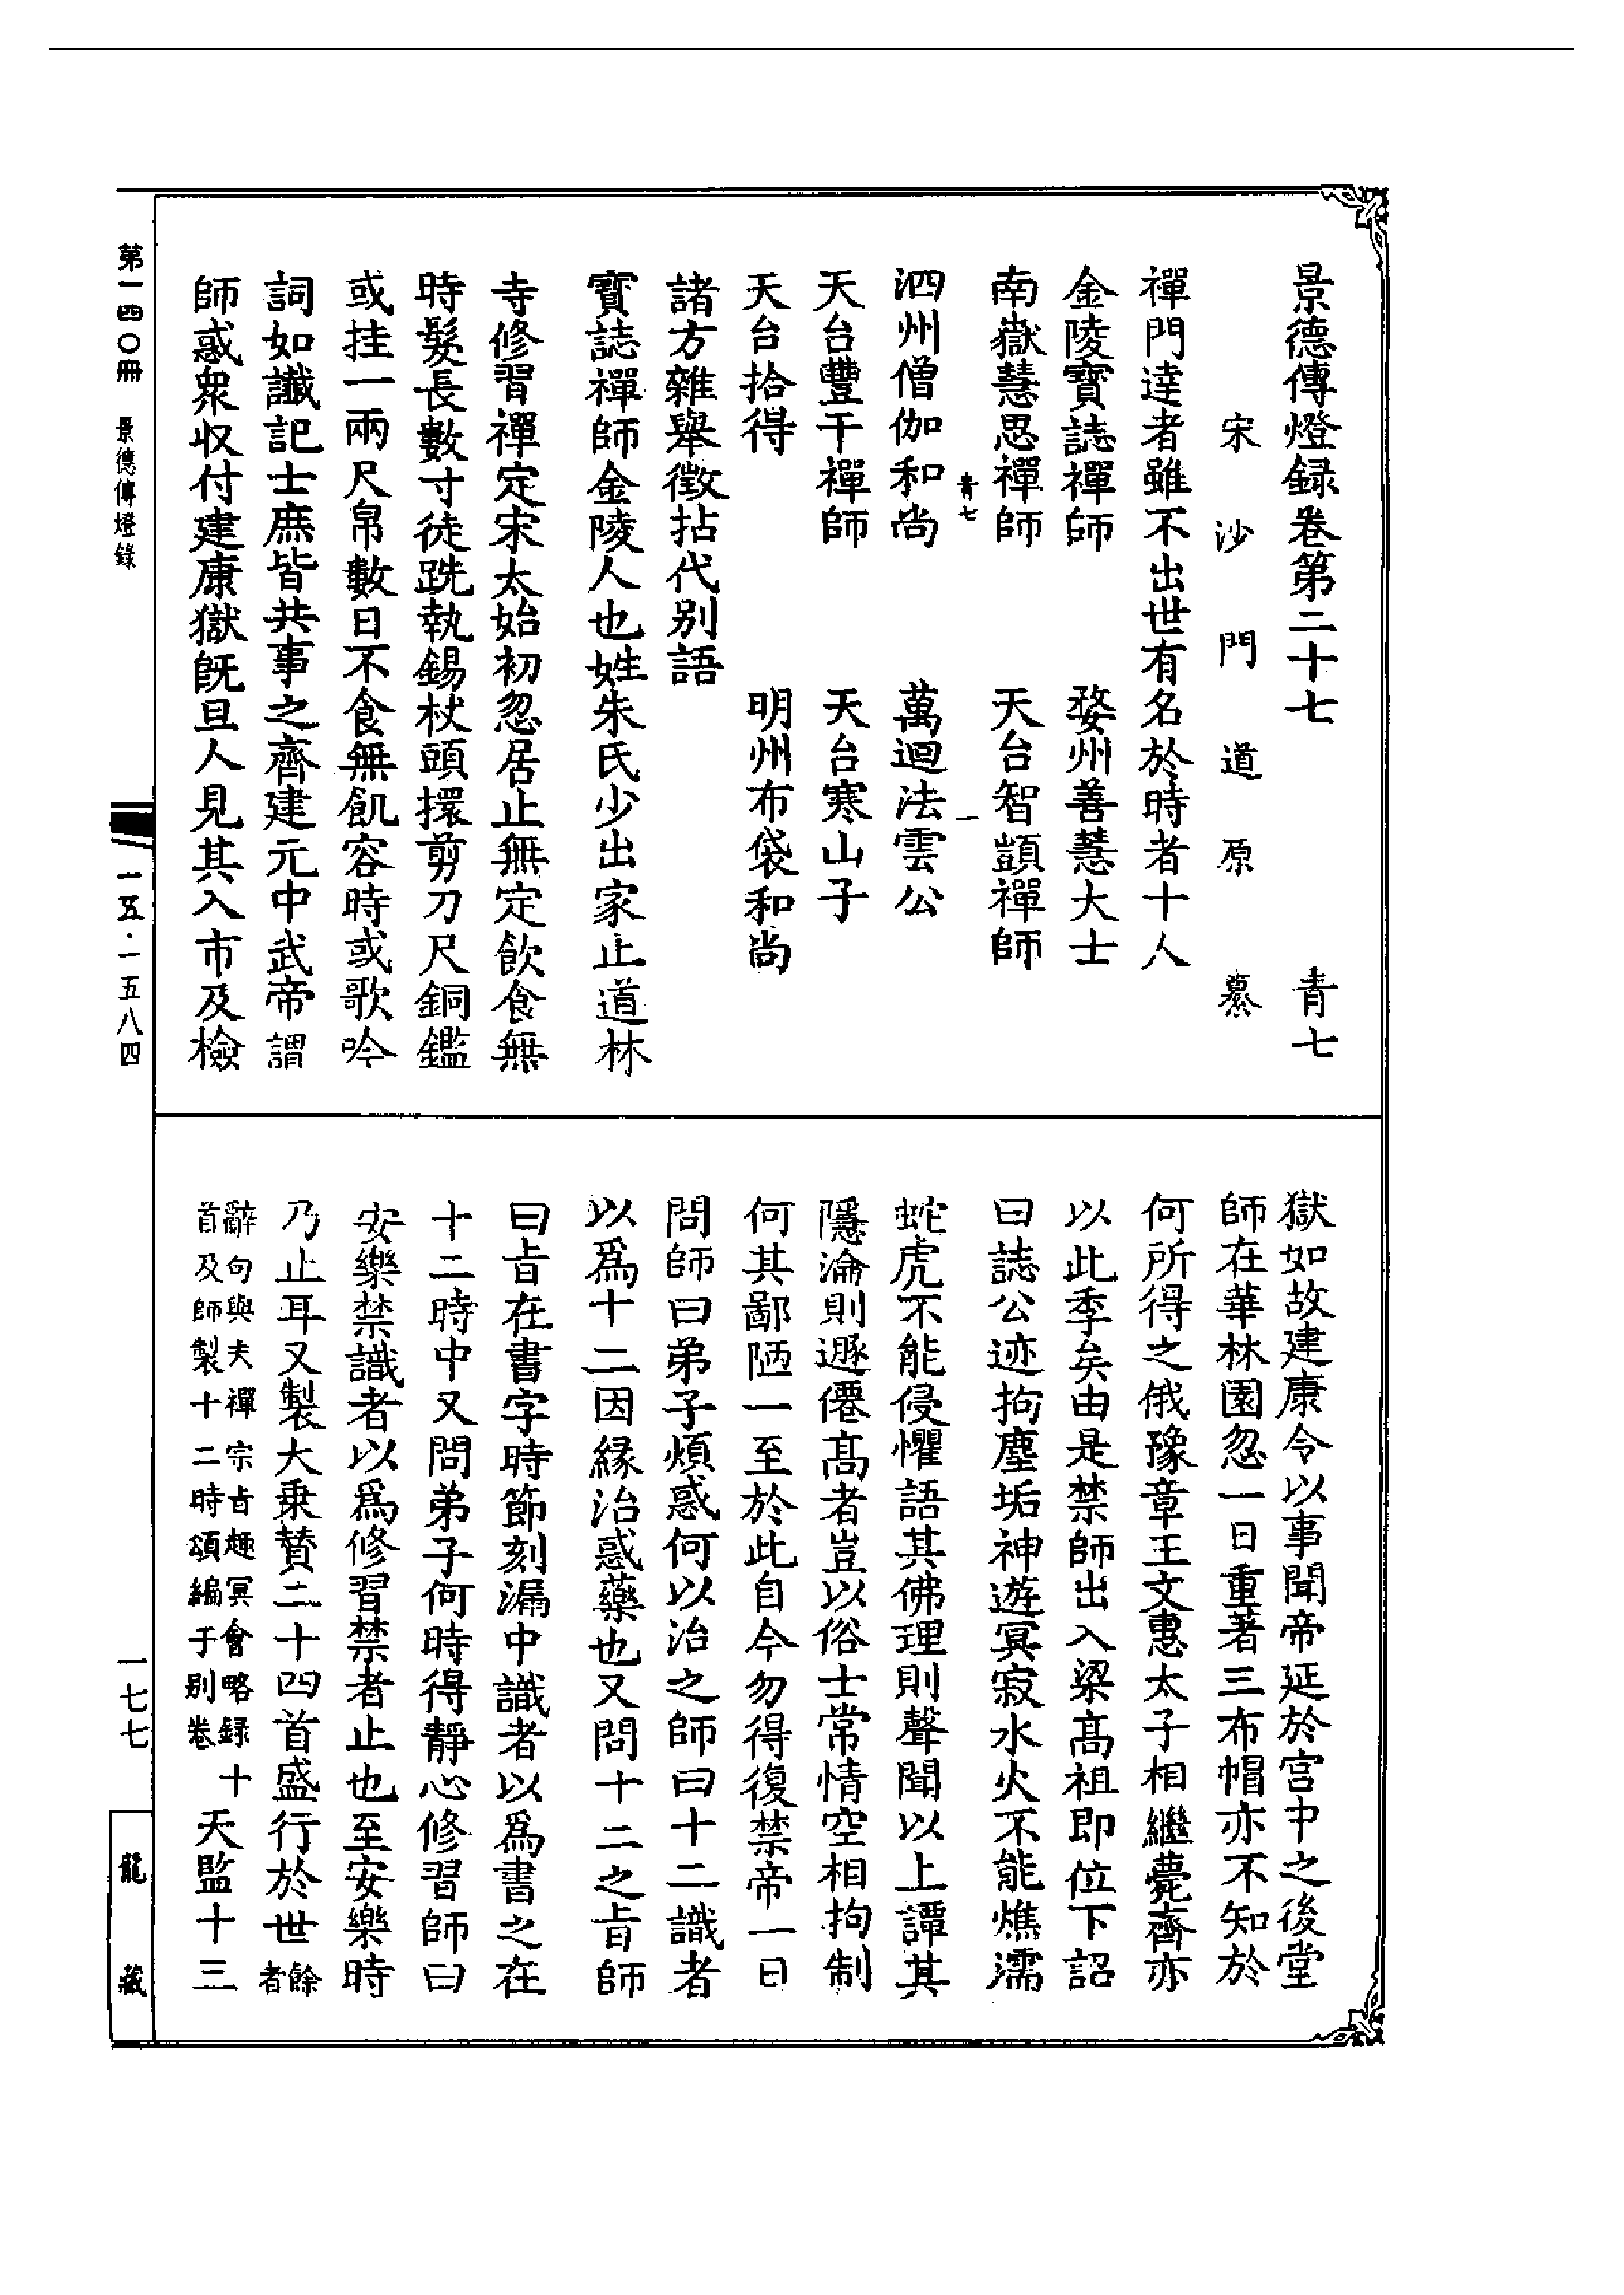 景德傳燈録卷第二十七 青七
宋沙門道原纂
禪門達者雖不出世有名於時者十人
金陵寳誌禪師 婺州善慧大士
南嶽慧思禪師 天台智顗禪師
青七 一
泗州僧伽和尚 萬迴法雲公
天台豐干禪師 天台寒山子
天台拾得 明州布袋和尚
諸方雜舉徵拈代别語
寳誌禪師金陵人也姓朱氏少出家止道林
寺修習禪定宋太始初忽居止無定飲食無
時髮長數寸徒跣執錫杖頭擐剪刀尺銅鑑
或挂一兩尺帛數日不食無飢容時或歌吟
詞如讖記士庶皆共事之齊建元中武帝謂
師惑衆収付建康獄旣旦人見其入市及檢
獄如故建康令以事聞帝延於宫中之後堂
師在華林園忽一日重著三布帽亦不知於
何所得之俄豫章王文惠太子相繼薨齊亦
以此季矣由是禁師出入梁髙祖即位下詔
曰誌公迹拘塵垢神遊冥寂水火不能燋濡
蛇虎不能侵懼語其佛理則聲聞以上譚其
隱淪則遯僊髙者豈以俗士常情空相拘制
何其鄙陋一至於此自今勿得復禁帝一日
問師曰弟子煩惑何以治之師曰十二識者
以爲十二因縁治惑藥也又問十二之㫖師
曰㫖在書字時節刻漏中識者以爲書之在
十二時中又問弟子何時得靜心修習師曰
安樂禁識者以爲修習禁者止也至安樂時
乃止耳又製大乗賛二十四首盛行於世餘者
辭句與夫禪宗㫖趣冥會略録十首及師製十二時頌編于别卷天監十三
第一四〇冊 景德傳燈錄 一五·一五八四 一七七 龍藏